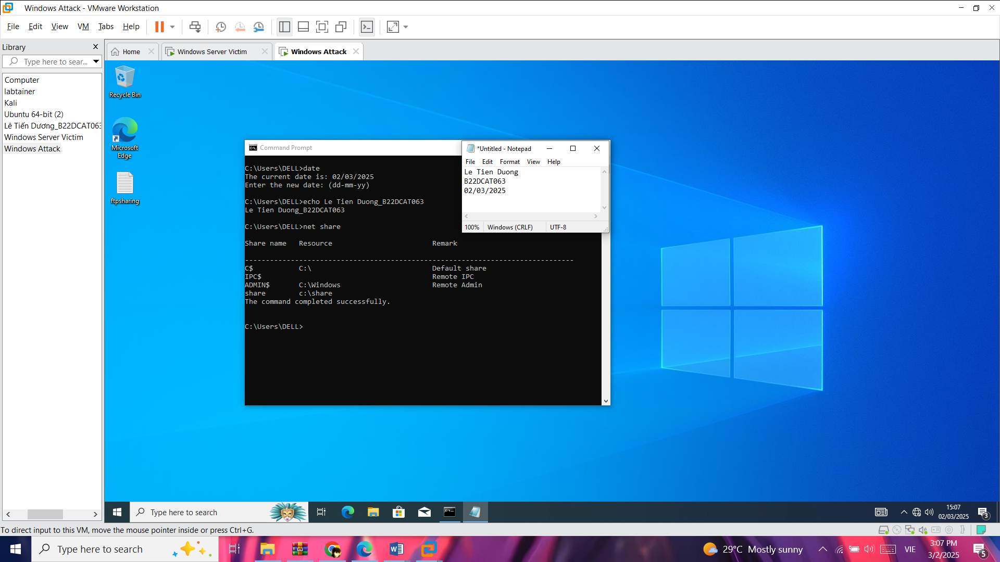 Windows Attack - VMware Workstation
File Edit View VM Tabs Help
Library
Type here to sear...
Home
Windows Server Victim
Windows Attack
Computer
labtainer
Kali
Ubuntu 64-bit (2)
Lê Tiến Dương_B22DCAT063
Windows Server Victim
Windows Attack
Recycle Bin
Microsoft
Edge
ftpsharing
Command Prompt
C:\Users\DELL>date
The current date is: 02/03/2025
Enter the new date: (dd-mm-yy)
C:\Users\DELL>echo Le Tien Duong_B22DCAT063
Le Tien Duong_B22DCAT063
C:\Users\DELL>net share
Share name Resource Remark
-------------------------------------------------------------------------------
C$ C:\ Default share
IPC$ Remote IPC
ADMIN$ C:\Windows Remote Admin
share c:\share
The command completed successfully.
C:\Users\DELL>
*Untitled - Notepad
File Edit Format View Help
Le Tien Duong
B22DCAT063
02/03/2025
100% Windows (CRLF) UTF-8
Type here to search
15:07
02/03/2025
3
To direct input to this VM, move the mouse pointer inside or press Ctrl+G.
Type here to search
29°C Mostly sunny
VIE
3:07 PM
3/2/2025
5